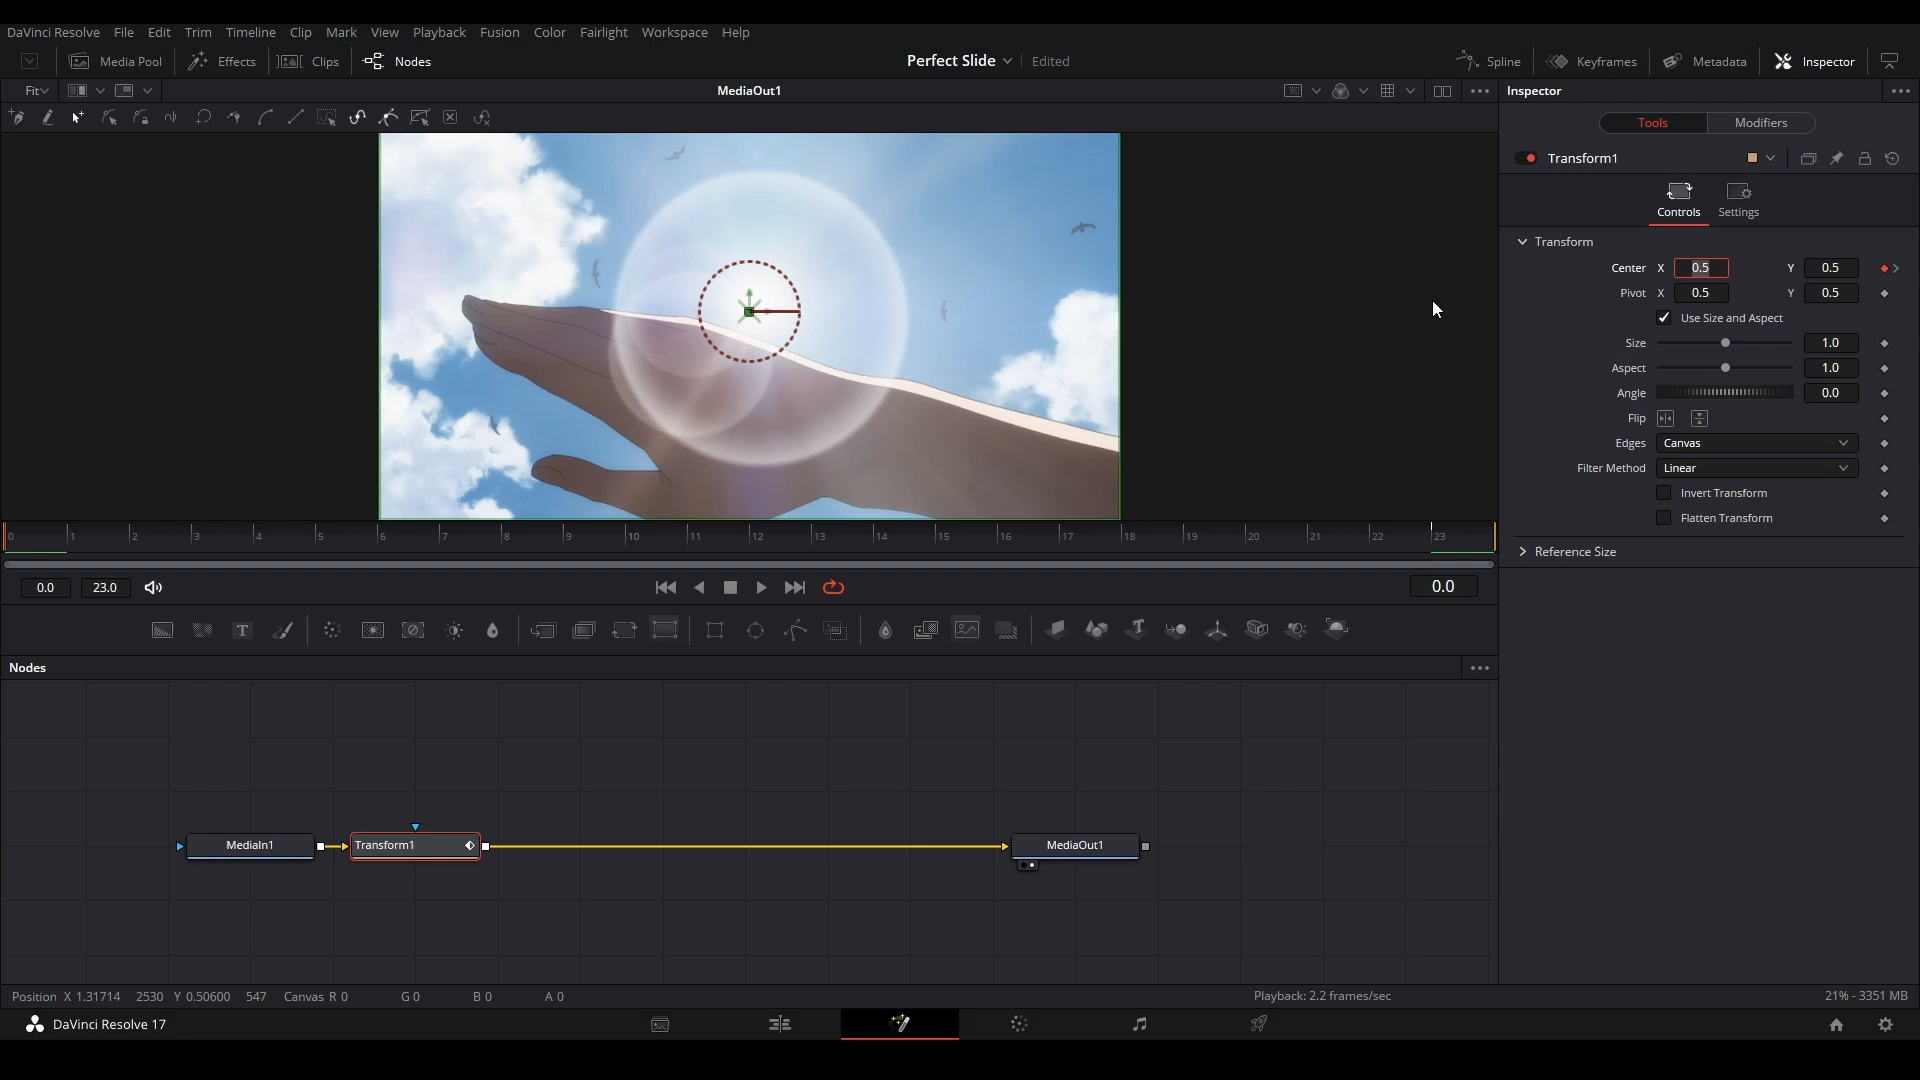 DaVinci Resolve File Edit Trim Timeline Clip Mark View Playback Fusion Color Fairlight Workspace Help
Media Pool Effects Clips Nodes Perfect Slide Edited Spline Keyframes Metadata Inspector
Fit MediaOut1 Inspector
Tools Modifiers
Transform1
Controls Settings
Transform
Center X 0.5 Y 0.5
Pivot X 0.5 Y 0.5
Use Size and Aspect
Size 1.0
Aspect 1.0
Angle 0.0
Flip
Edges Canvas
Filter Method Linear
Invert Transform
Flatten Transform
Reference Size
0 1 2 3 4 5 6 7 8 9 10 11 12 13 14 15 16 17 18 19 20 21 22 23
0.0 23.0 0.0
T T
Nodes
MediaIn1 Transform1 MediaOut1
Position X 1.31714 2530 Y 0.50600 547 Canvas R 0 G 0 B 0 A 0 Playback: 2.2 frames/sec 21% - 3351 MB
DaVinci Resolve 17